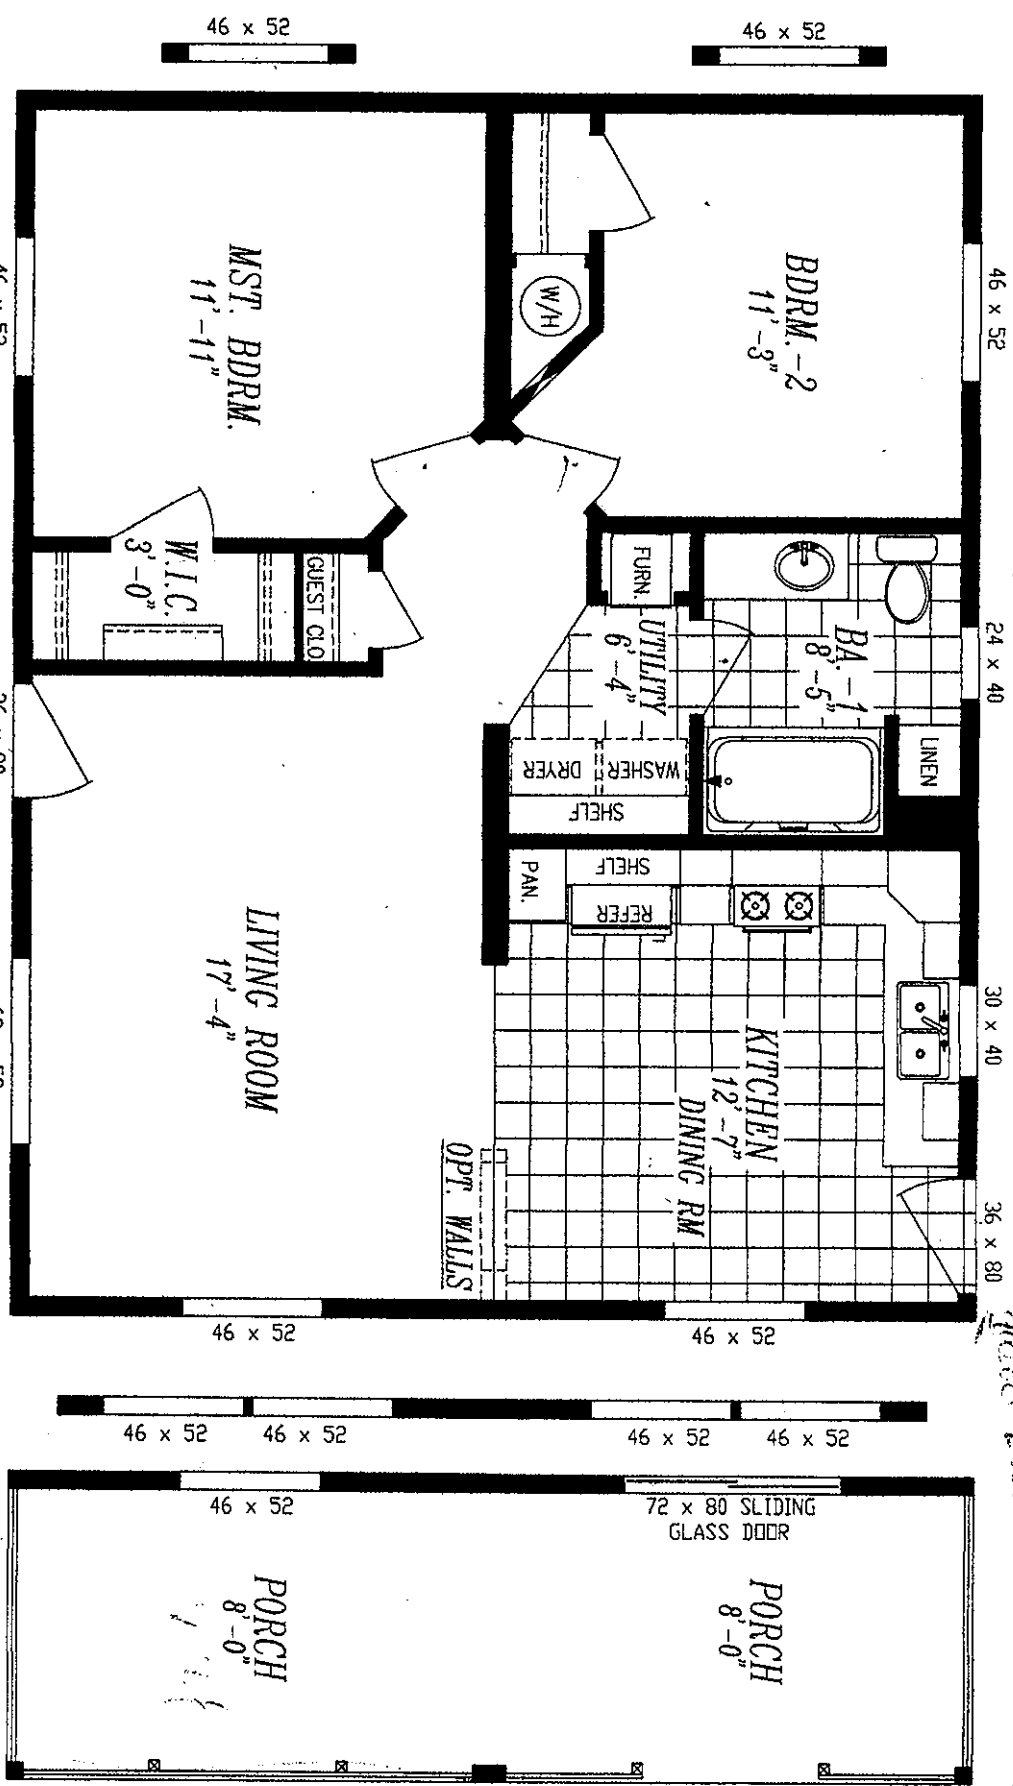 46 x 52
46 x 52
46 x 52
BDRM.-2
11'-3"
MST. BDRM.
11'-11"
W/H
W.I.C.
3'-0"
GUEST CLO
FURN.
UTILITY
6'-4"
BA.-1
8'-5"
24 x 40
LINEN
WASHER
DRYER
SHELF
SHELF
PAN.
REFER
30 x 40
KITCHEN
12'-7"
DINING RM
LIVING ROOM
17'-4"
OPT. WALLS
36 x 80
46 x 52
46 x 52
46 x 52
46 x 52
46 x 52
46 x 52
46 x 52
72 x 80 SLIDING
GLASS DOOR
PORCH
8'-0"
PORCH
8'-0"